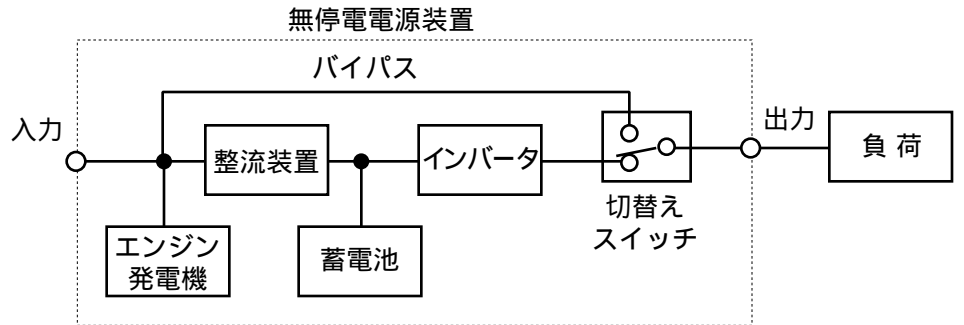 無停電電源装置
バイパス
入力
出力
整流装置
インバータ
負 荷
切替え
スイッチ
エンジン
発電機
蓄電池